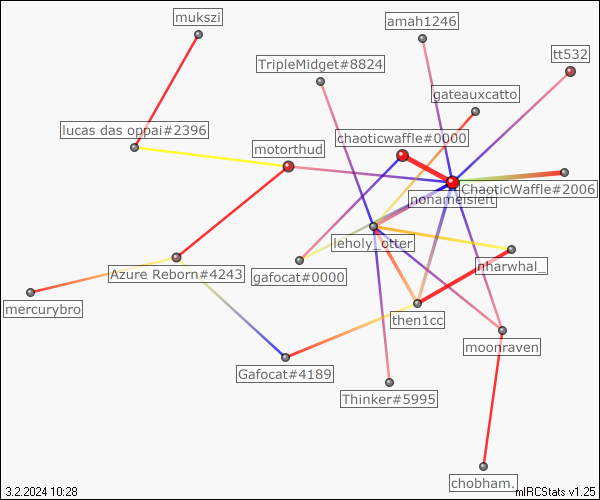 mukszi
amah1246
tt532
TripleMidget#8824
gateauxcatto
lucas das oppai#2396
chaoticwaffle#0000
motorthud
ChaoticWaffle#2006
nonameisleft
leholy_otter
Azure Reborn#4243
gafocat#0000
nharwhal_
mercurybro
then1cc
moonraven
Gafocat#4189
Thinker#5995
chobham.
3.2.2024 10:28
mIRCStats v1.25